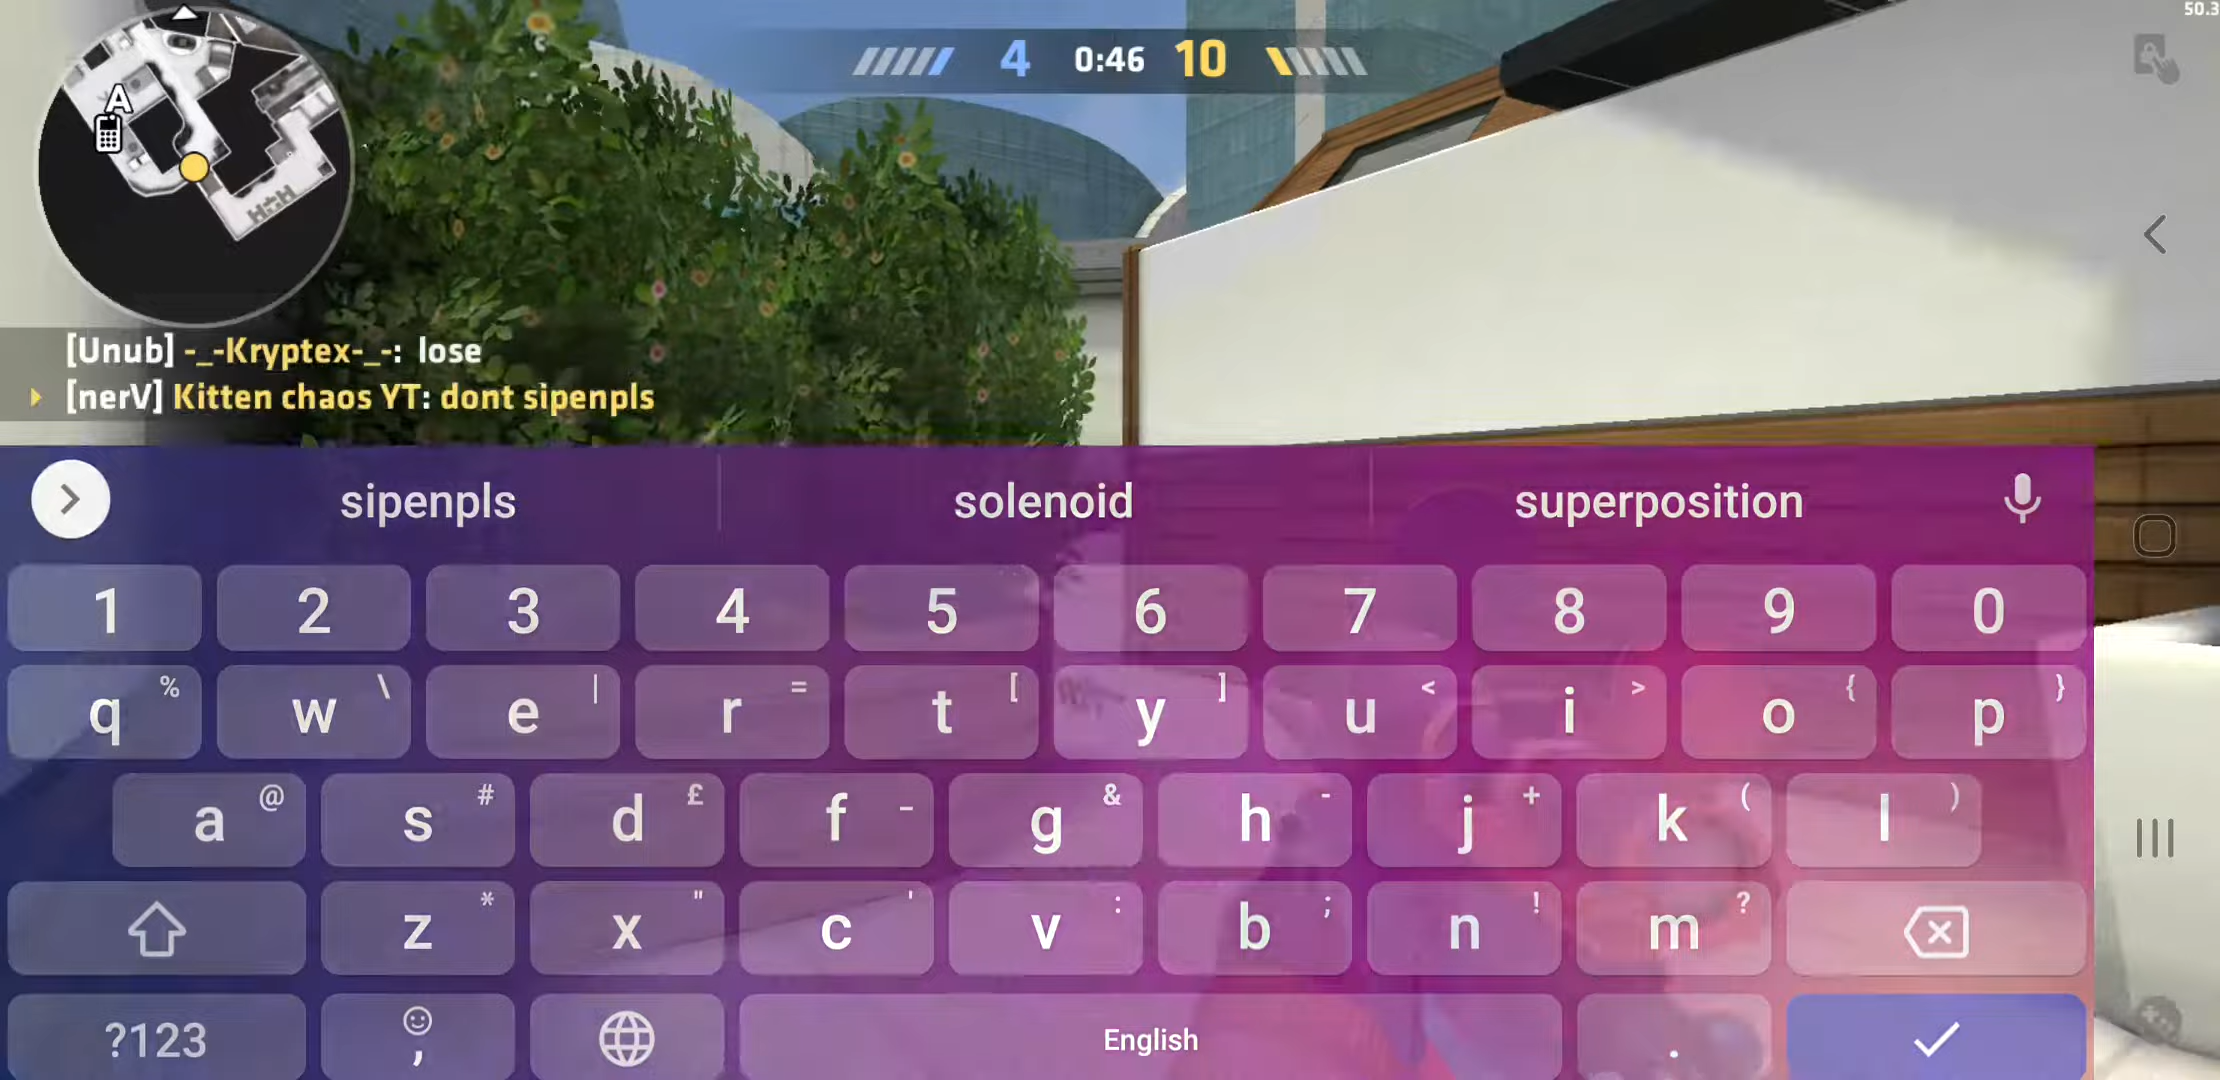 50.3
4 0:46 10
A
[Unub] -_-Kryptex-_-: lose
[nerV] Kitten chaos YT: dont sipenpls
sipenpls solenoid superposition
1 2 3 4 5 6 7 8 9 0
q % w \ e | r = t [ y ] u < i > o { p }
a @ s # d £ f _ g & h - j + k ( l )
z * x " c ' v : b ; n ! m ?
?123 , English .